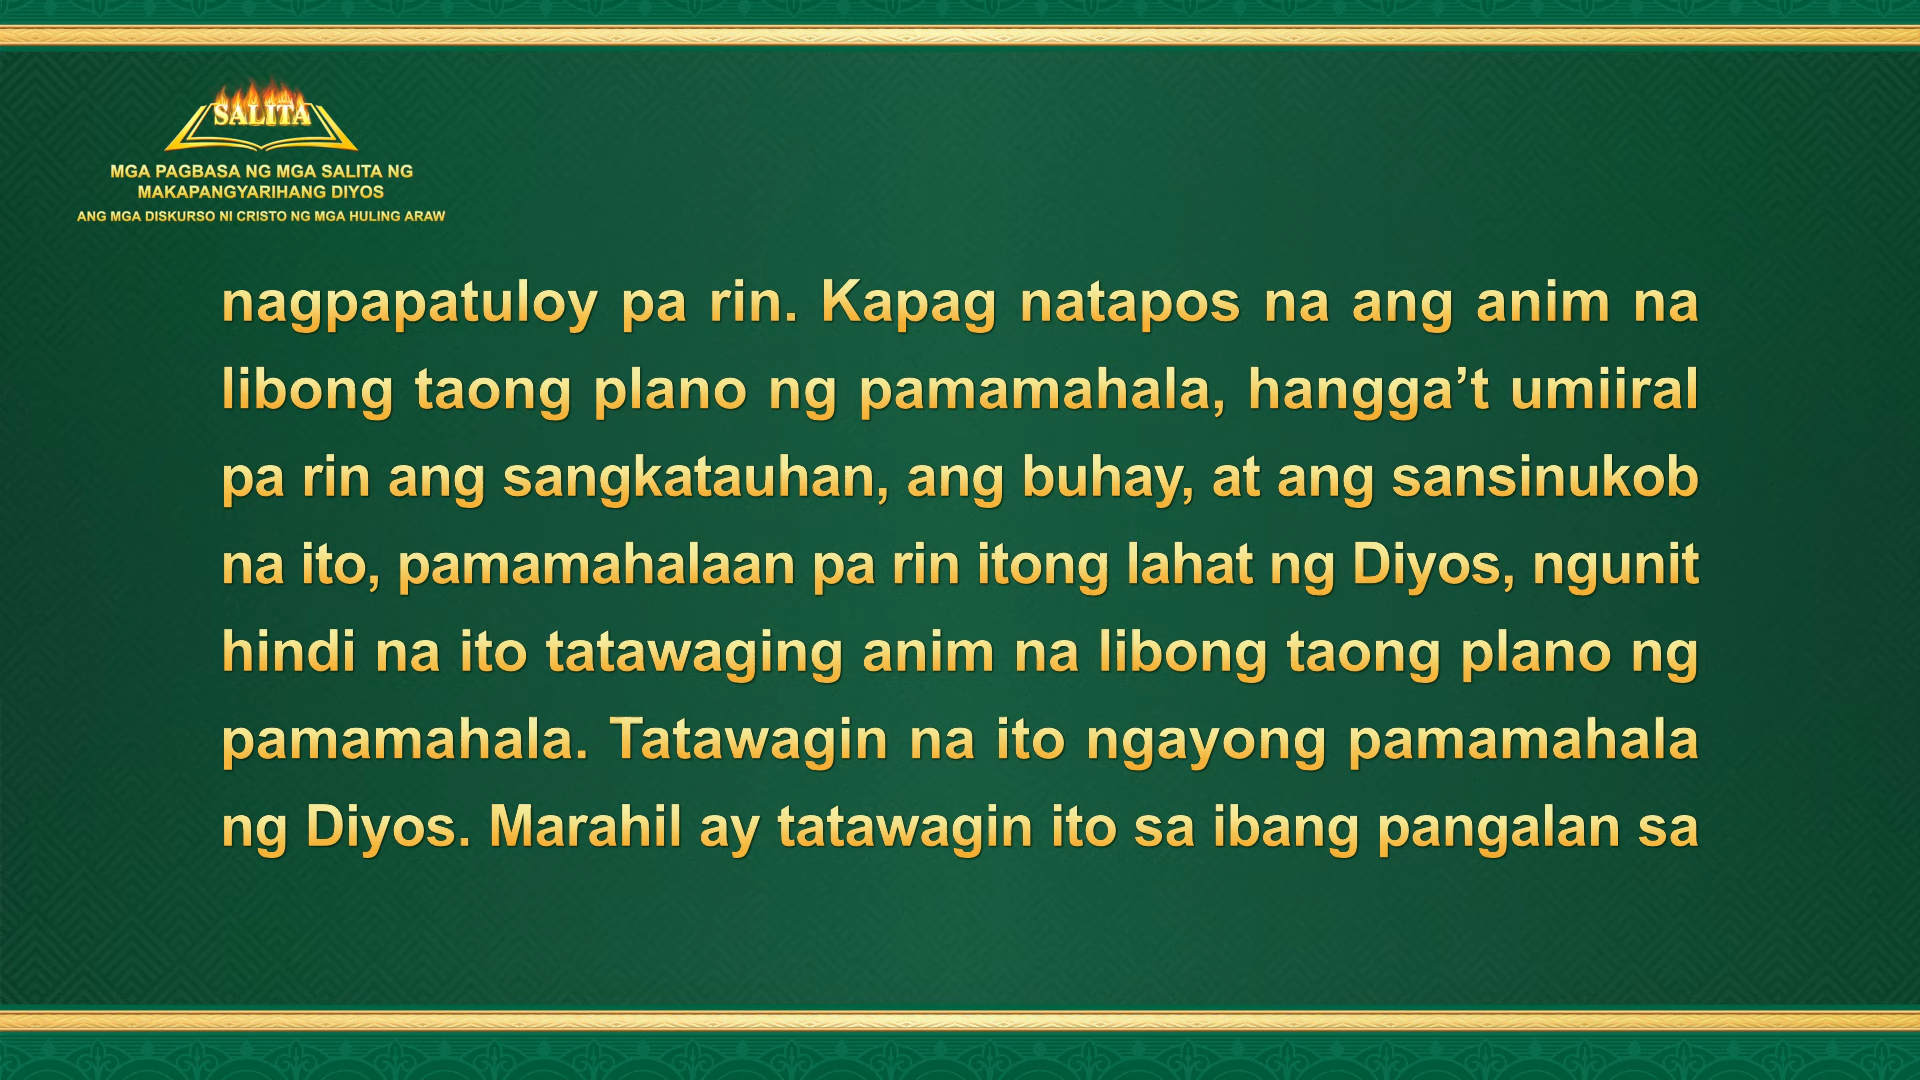 SALITA
MGA PAGBASA NG MGA SALITA NG
MAKAPANGYARIHANG DIYOS
ANG MGA DISKURSO NI CRISTO NG MGA HULING ARAW
nagpapatuloy pa rin. Kapag natapos na ang anim na
libong taong plano ng pamamahala, hangga’t umiiral
pa rin ang sangkatauhan, ang buhay, at ang sansinukob
na ito, pamamahalaan pa rin itong lahat ng Diyos, ngunit
hindi na ito tatawaging anim na libong taong plano ng
pamamahala. Tatawagin na ito ngayong pamamahala
ng Diyos. Marahil ay tatawagin ito sa ibang pangalan sa